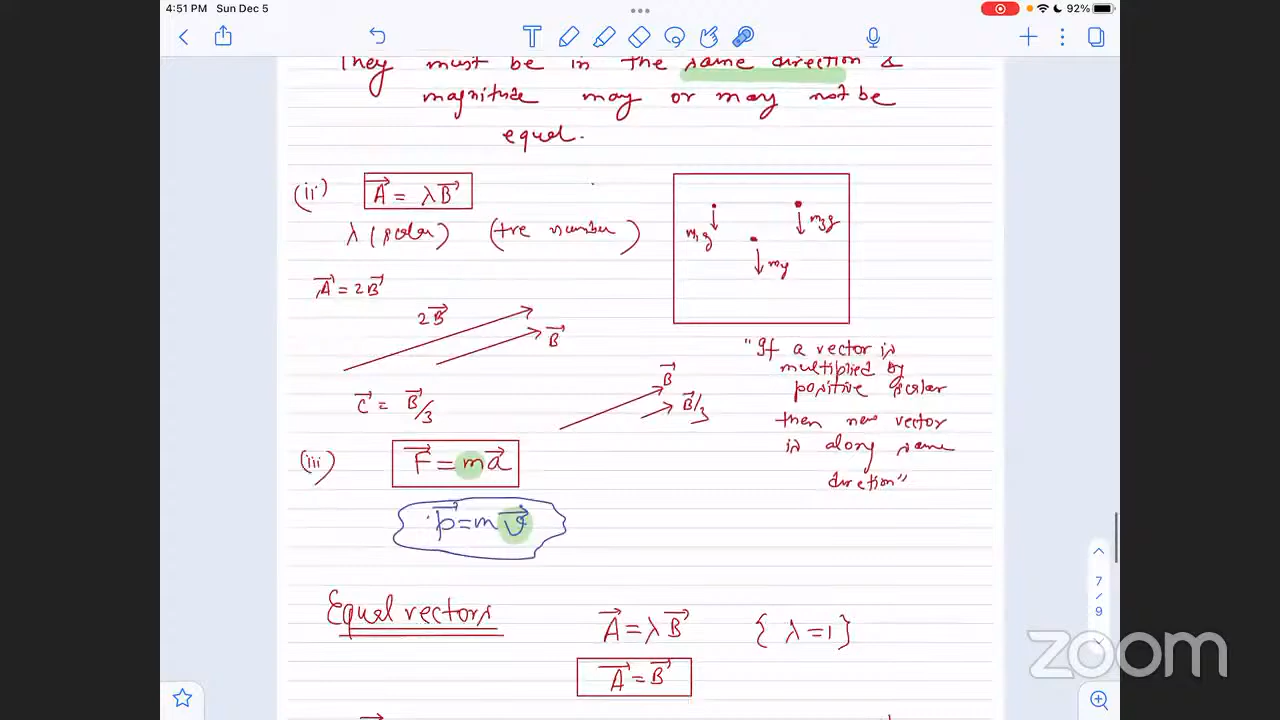 4:51 PM Sun Dec 5
92%
They must be in the same direction &
magnitude may or may not be
equal.
(ii) A⃗ = λB⃗
λ (scalar) (+ve number)
m₁g
m₃g
mg
A⃗ = 2B⃗
2B⃗
B⃗
"If a vector is
multiplied by
positive scalar
then new vector
is along same
direction"
C⃗ = B⃗/3
B⃗
B⃗/3
(iii) F⃗ = ma⃗
p⃗ = mv⃗
Equal vectors A⃗ = λB⃗ {λ = 1}
A⃗ = B⃗
7
/
9
zoom